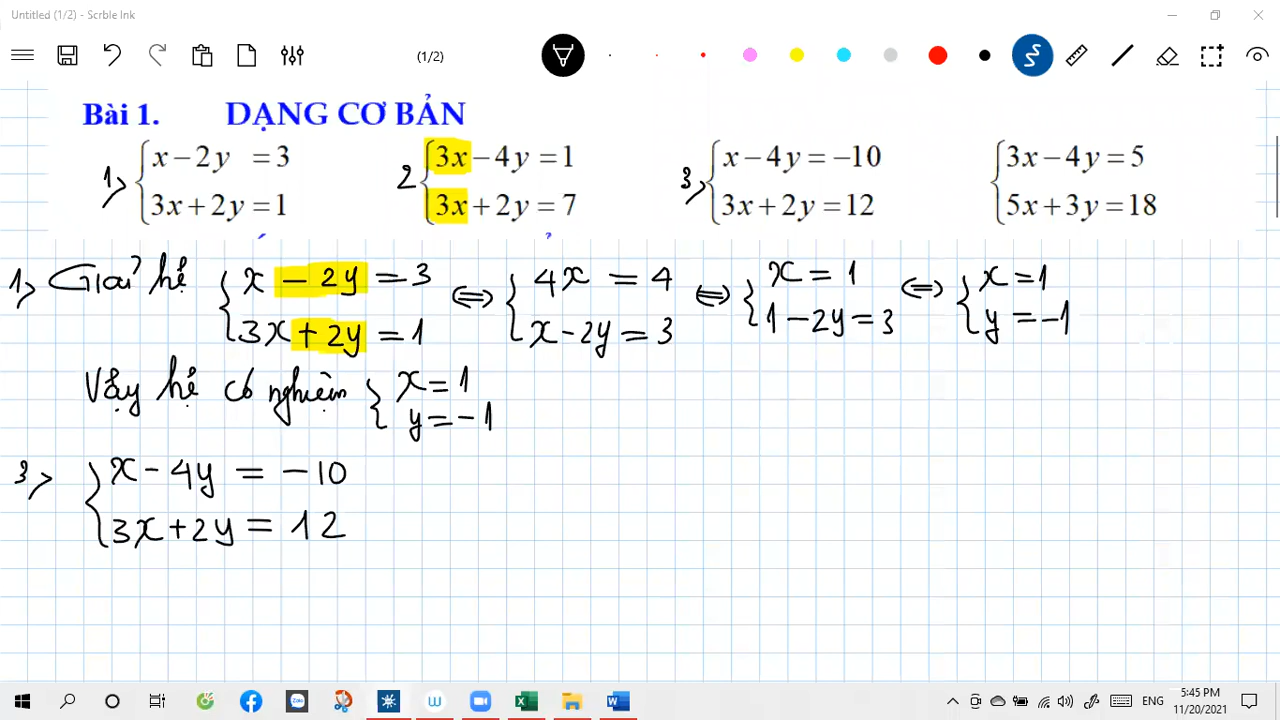 Untitled (1/2) - Scrble Ink
(1/2)
Bài 1. DẠNG CƠ BẢN
1, { x − 2y = 3
3x + 2y = 1
2 { 3x − 4y = 1
3x + 2y = 7
3, { x − 4y = −10
3x + 2y = 12
{ 3x − 4y = 5
5x + 3y = 18
1, Giải hệ { x − 2y = 3 ⇔ { 4x = 4 ⇔ { x = 1 ⇔ { x = 1
3x + 2y = 1 x − 2y = 3 1 − 2y = 3 y = −1
Vậy hệ có nghiệm { x = 1
y = −1
3, { x − 4y = −10
3x + 2y = 12
ENG
5:45 PM
11/20/2021